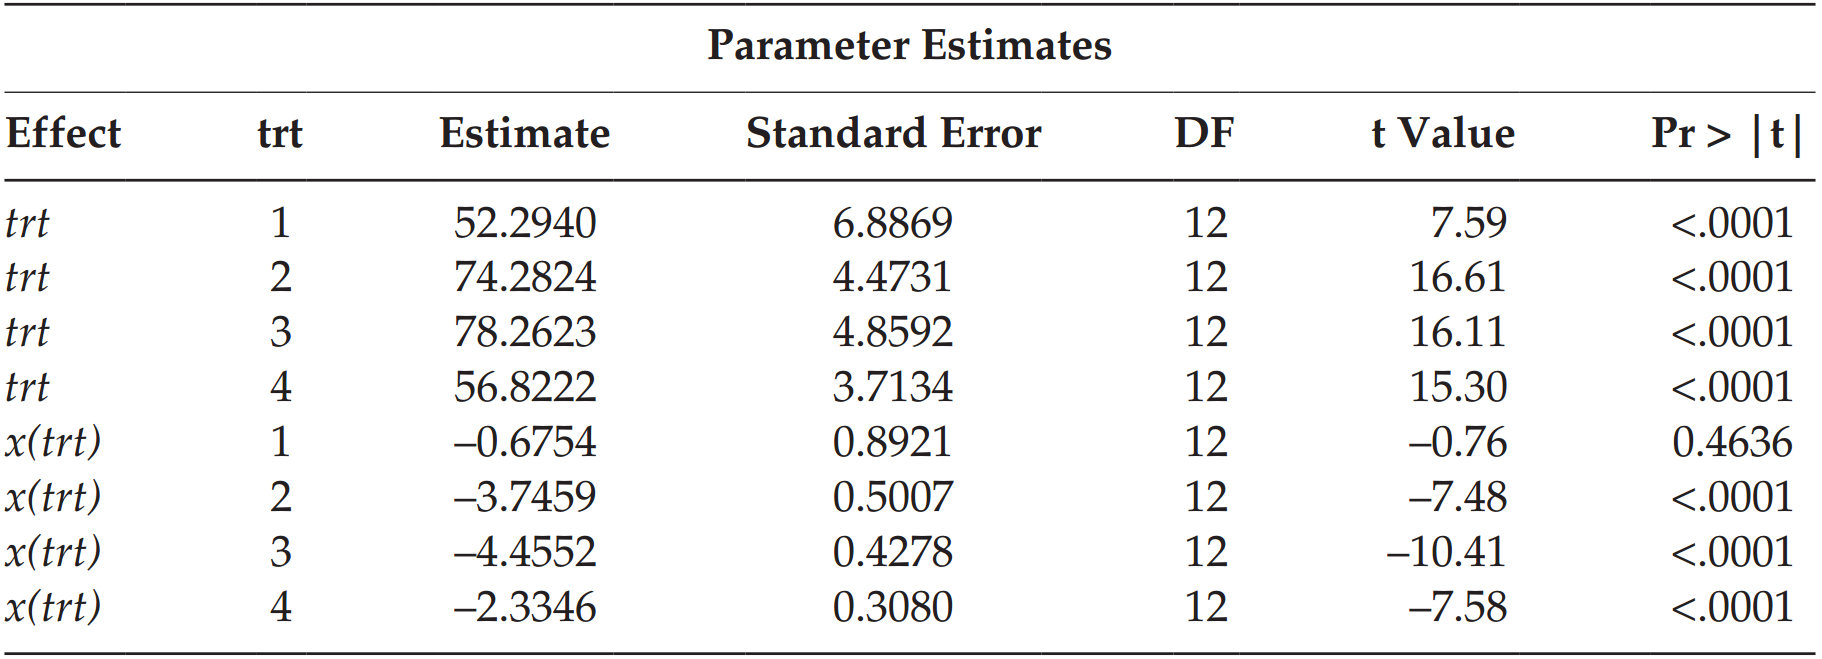 Parameter Estimates
Effect trt Estimate Standard Error DF t Value Pr > |t|
trt 1 52.2940 6.8869 12 7.59 <.0001
trt 2 74.2824 4.4731 12 16.61 <.0001
trt 3 78.2623 4.8592 12 16.11 <.0001
trt 4 56.8222 3.7134 12 15.30 <.0001
x(trt) 1 –0.6754 0.8921 12 –0.76 0.4636
x(trt) 2 –3.7459 0.5007 12 –7.48 <.0001
x(trt) 3 –4.4552 0.4278 12 –10.41 <.0001
x(trt) 4 –2.3346 0.3080 12 –7.58 <.0001